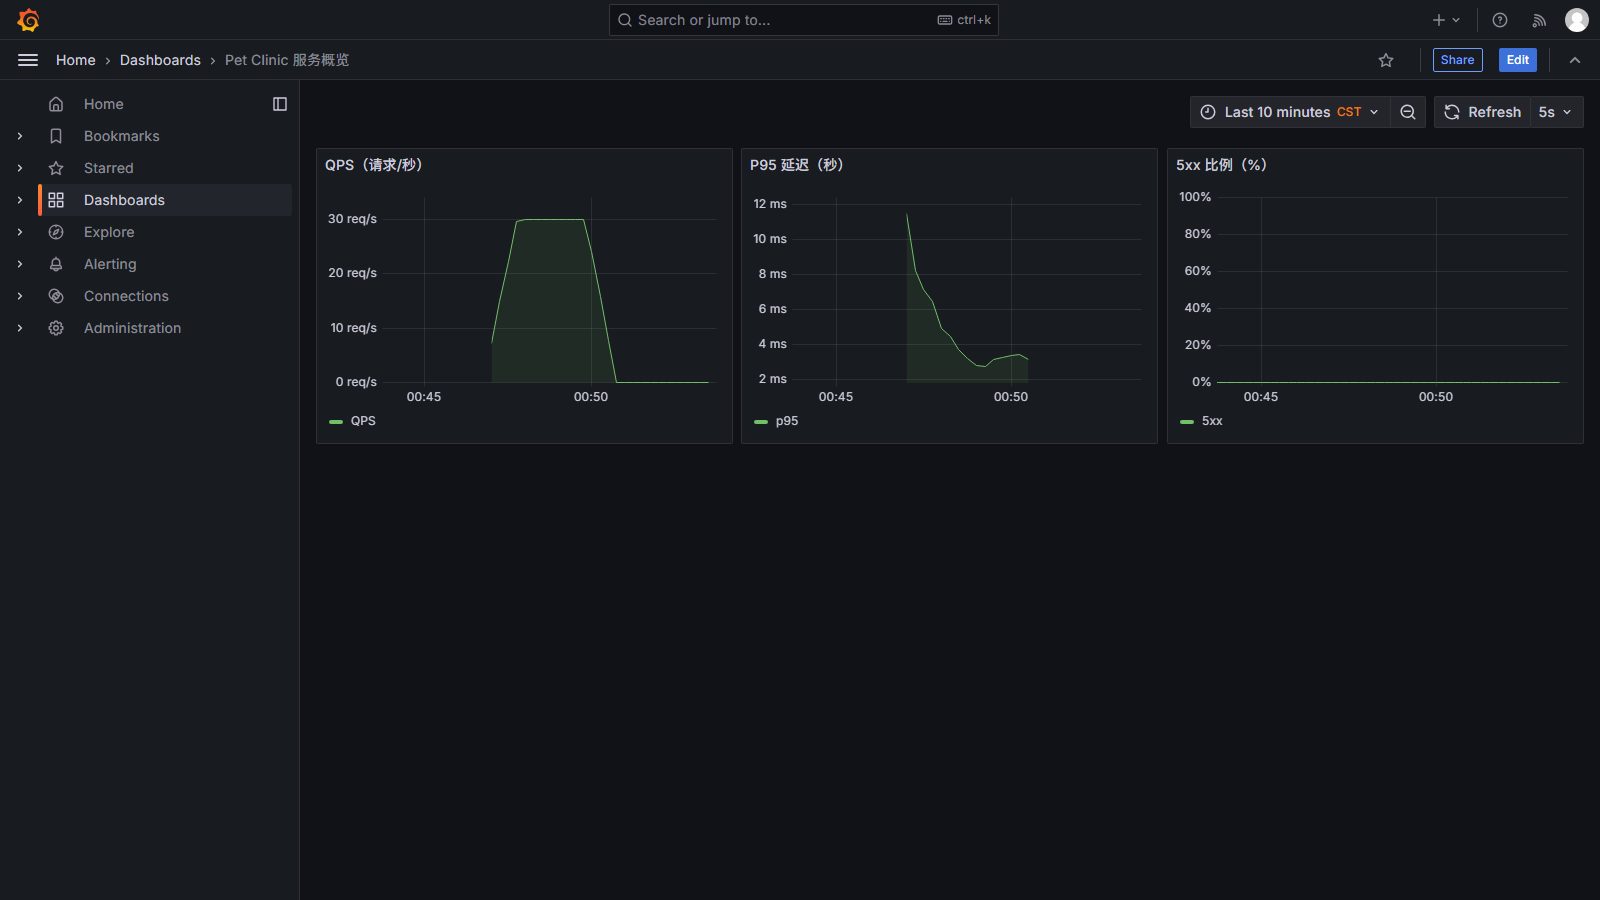 Search or jump to... ctrl+k
Home › Dashboards › Pet Clinic 服务概览
Share
Edit
Home
Bookmarks
Starred
Dashboards
Explore
Alerting
Connections
Administration
Last 10 minutes CST
Refresh
5s
QPS（请求/秒）
30 req/s
20 req/s
10 req/s
0 req/s
00:45
00:50
QPS
P95 延迟（秒）
12 ms
10 ms
8 ms
6 ms
4 ms
2 ms
00:45
00:50
p95
5xx 比例（%）
100%
80%
60%
40%
20%
0%
00:45
00:50
5xx